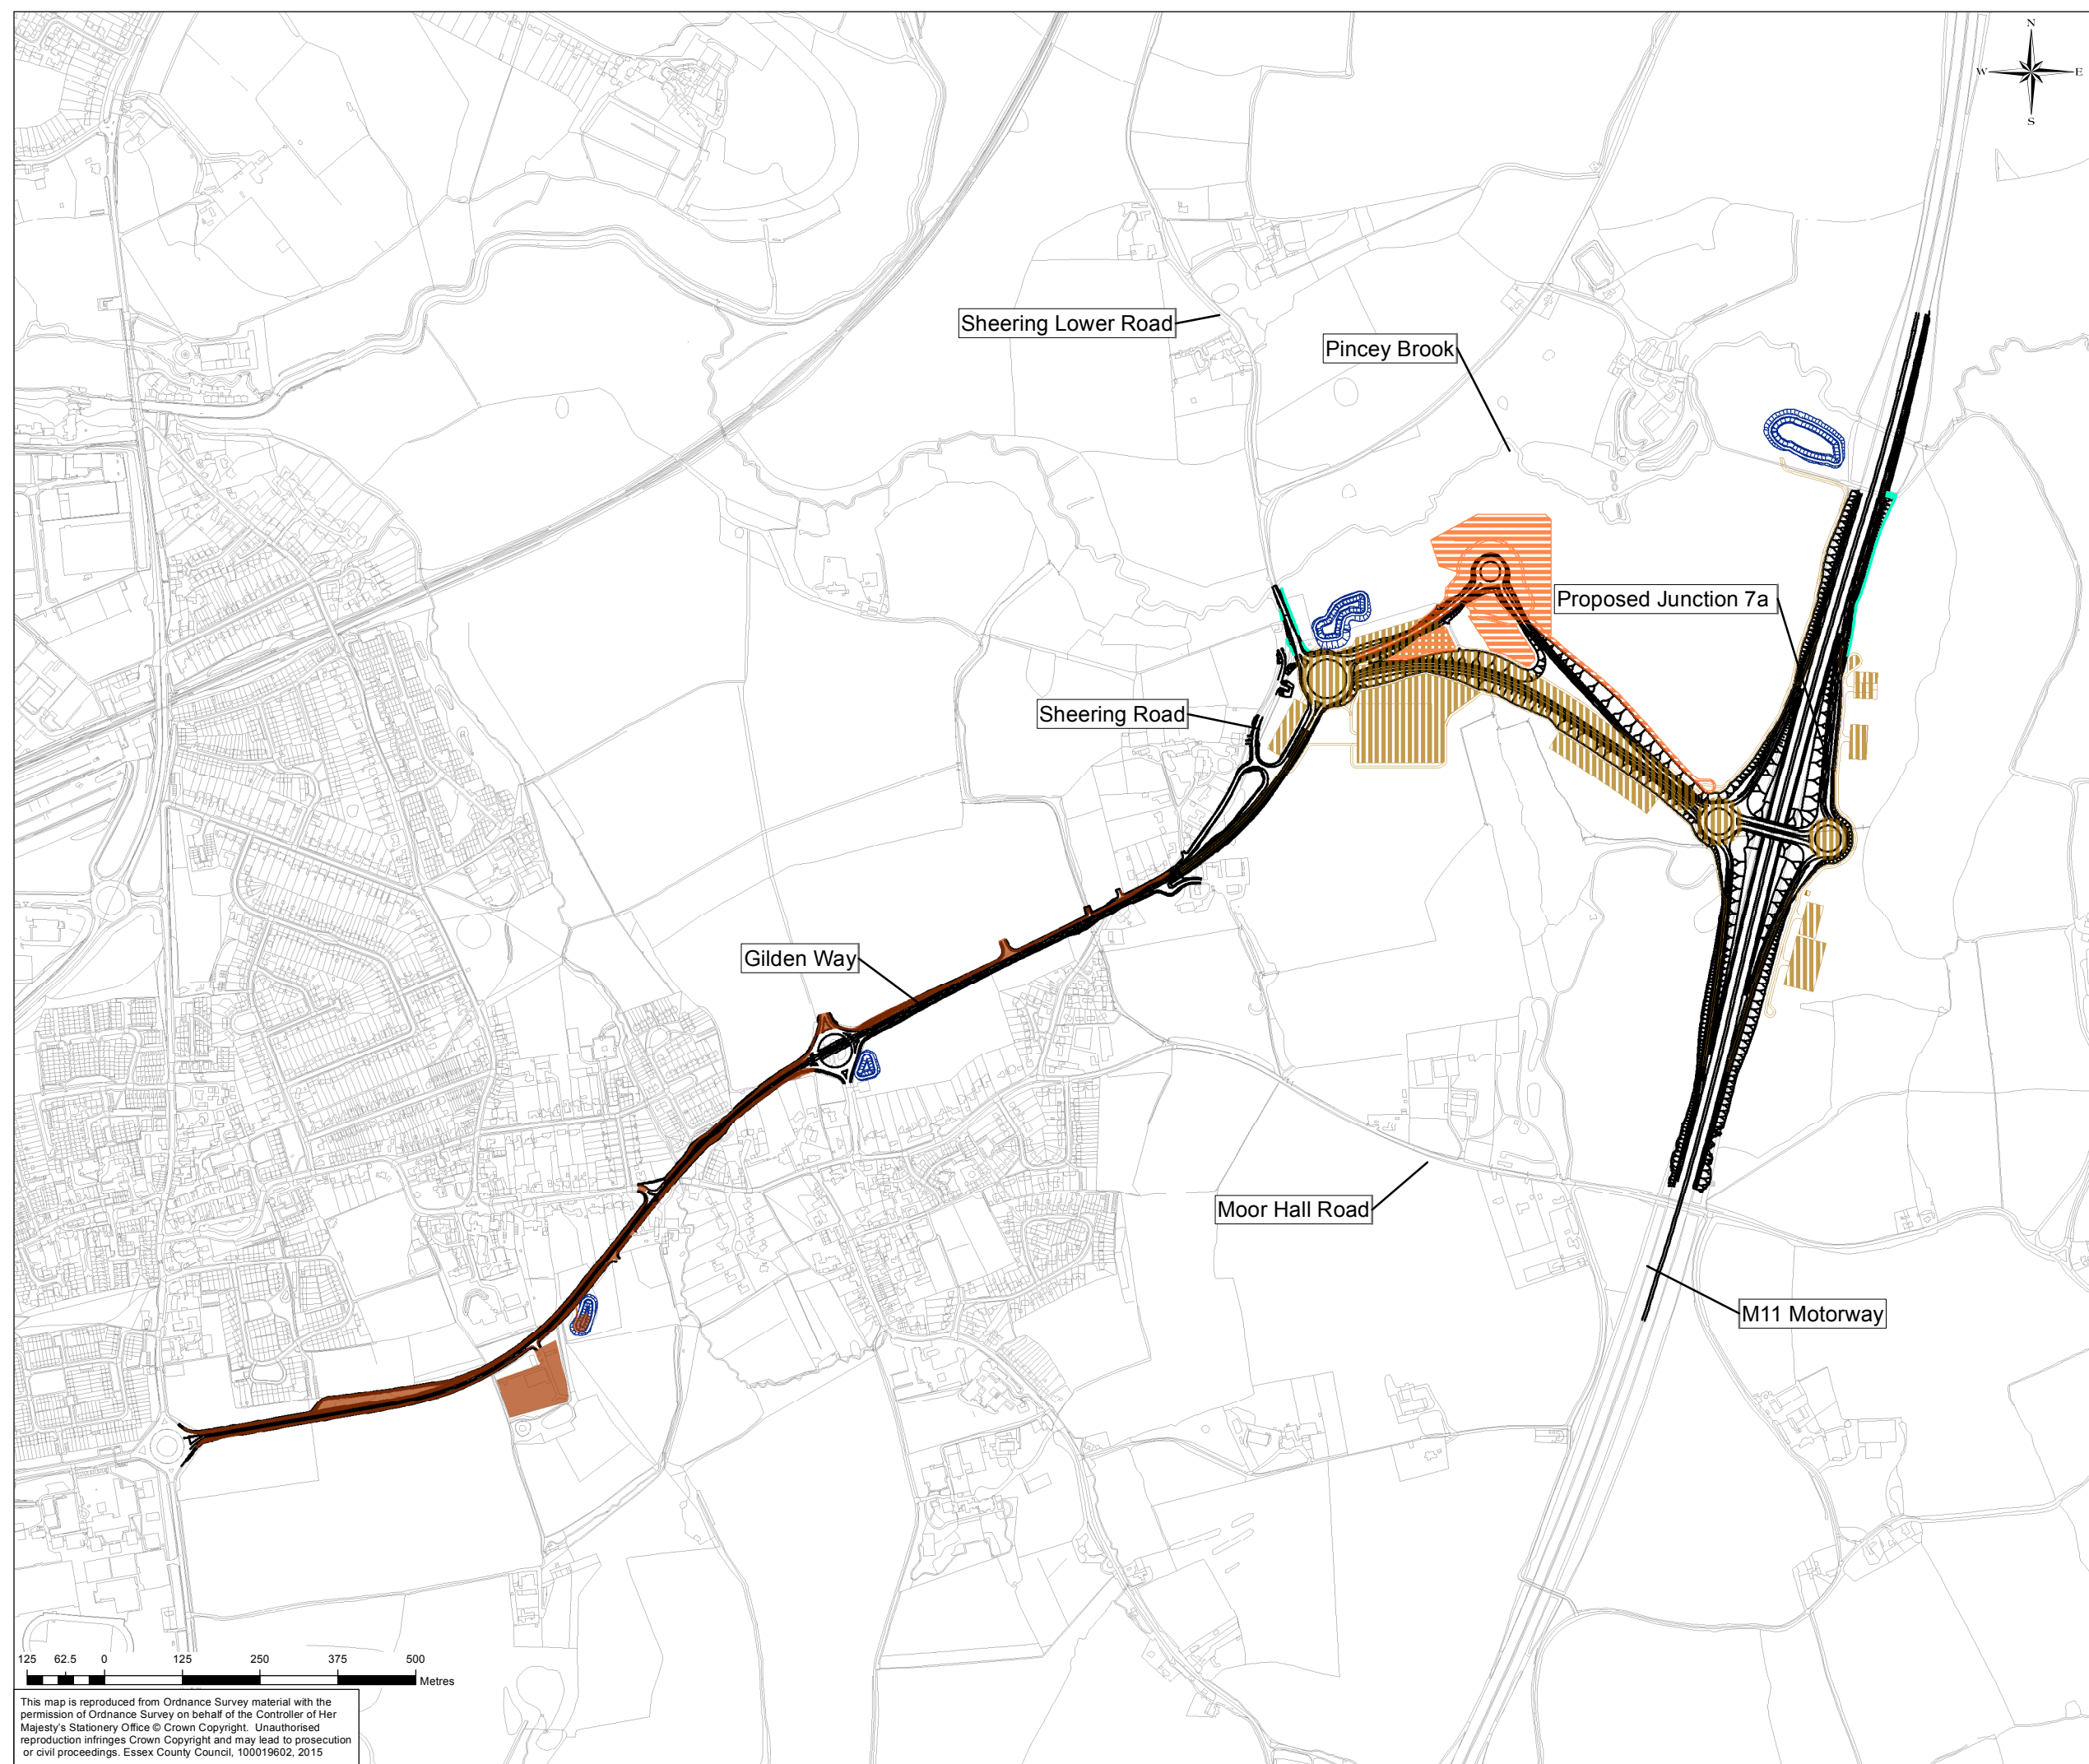 N
W E
S
Sheering Lower Road
Pincey Brook
Proposed Junction 7a
Sheering Road
Gilden Way
Moor Hall Road
M11 Motorway
125 62.5 0 125 250 375 500
Metres
This map is reproduced from Ordnance Survey material with the
permission of Ordnance Survey on behalf of the Controller of Her
Majesty's Stationery Office © Crown Copyright. Unauthorised
reproduction infringes Crown Copyright and may lead to prosecution
or civil proceedings. Essex County Council, 100019602, 2015